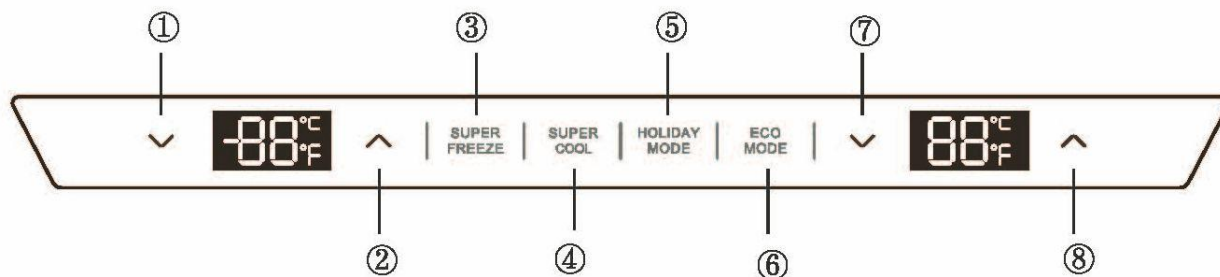 ① ③ ⑤ ⑦
-88°C °F SUPER FREEZE SUPER COOL HOLIDAY MODE ECO MODE 88°C °F
② ④ ⑥ ⑧